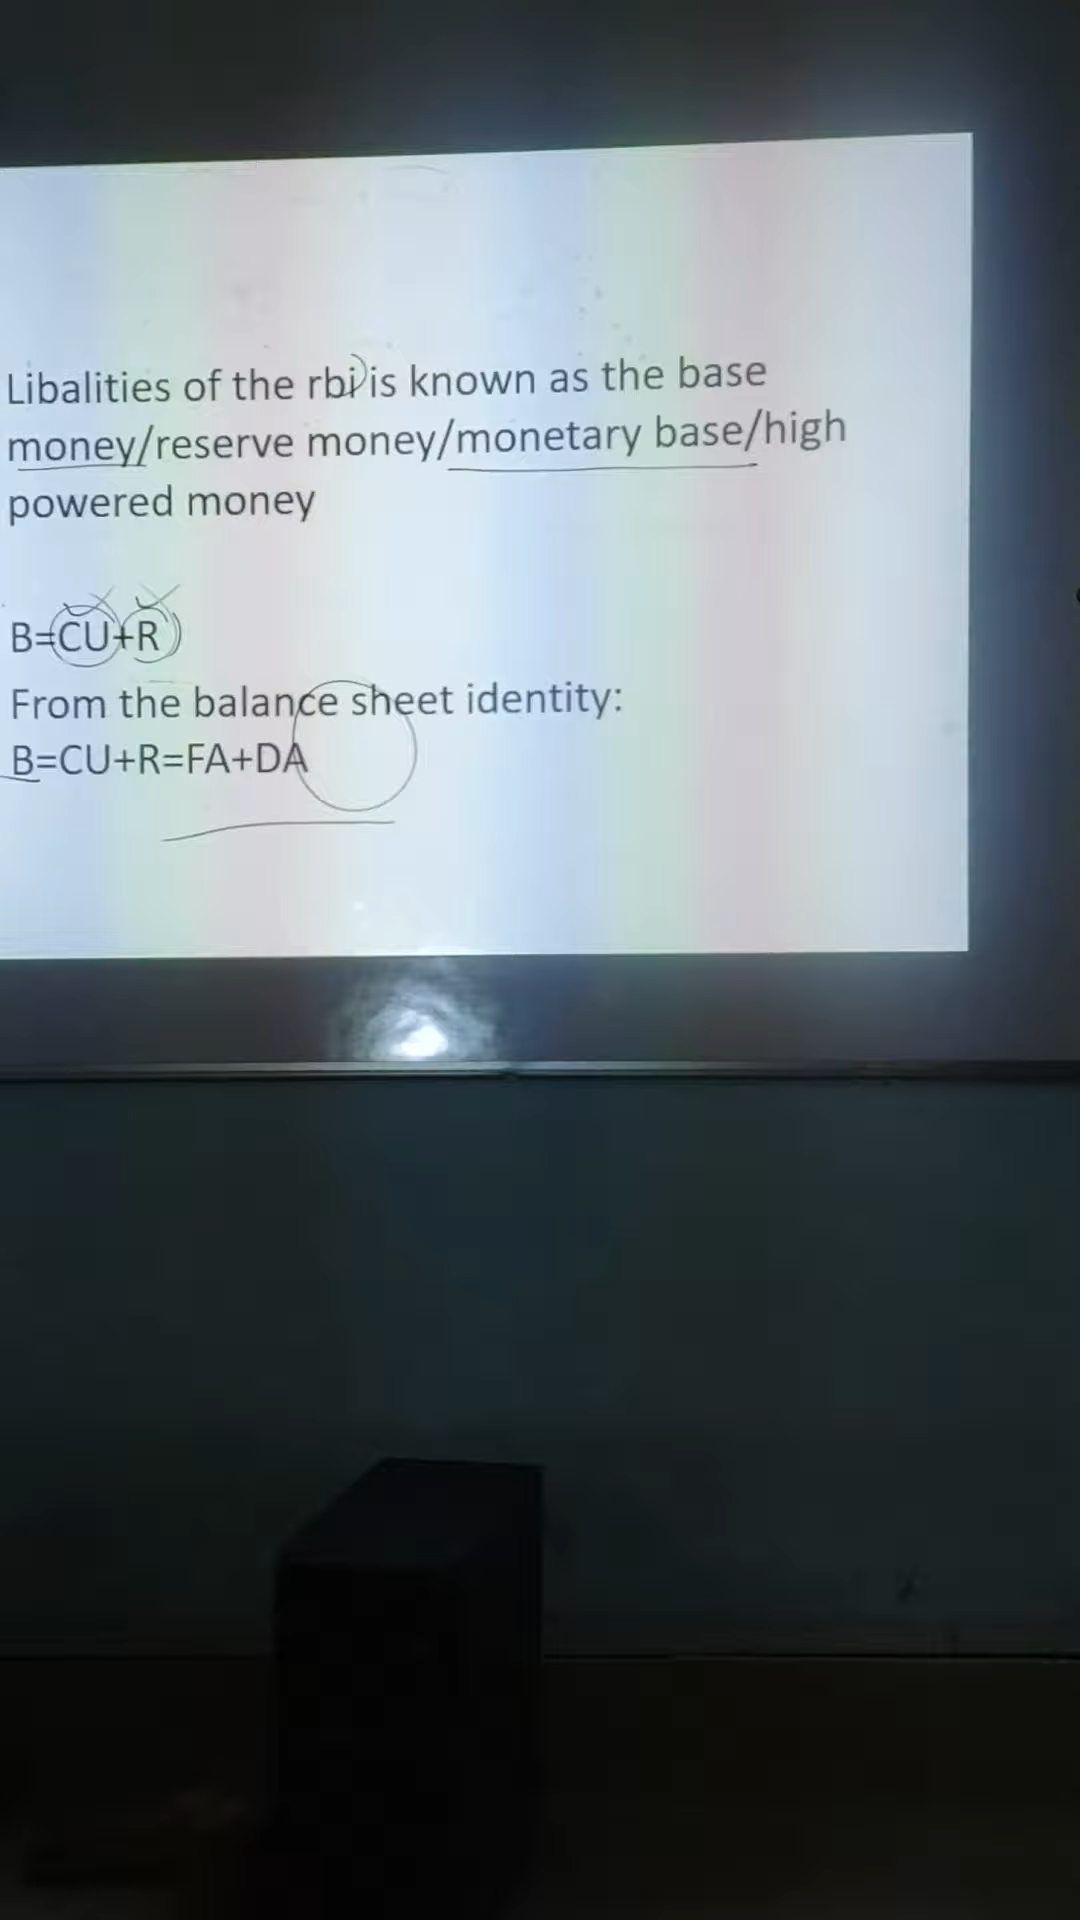 Libalities of the rbi is known as the base
money/reserve money/monetary base/high
powered money
B=CU+R
From the balance sheet identity:
B=CU+R=FA+DA